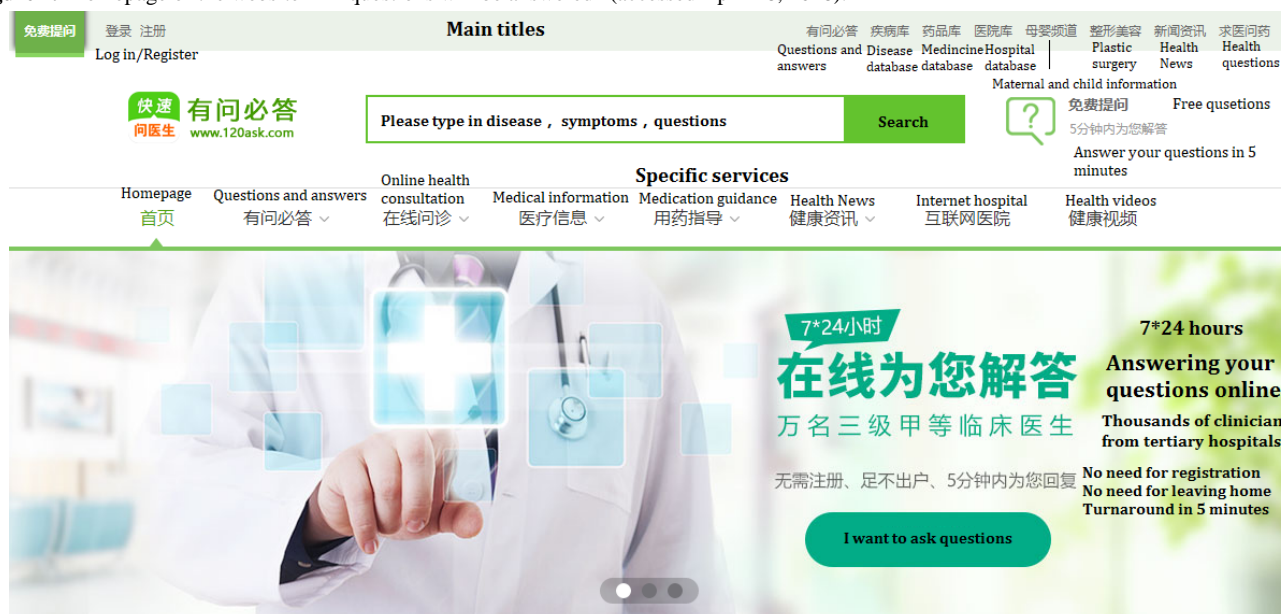 免费提问 登录 注册 Main titles 有问必答 疾病库 药品库 医院库 母婴频道 整形美容 新闻资讯 求医问药
Log in/Register
Questions and answers
Disease database
Medincine database
Hospital database
Plastic surgery
Health News
Health questions
Maternal and child information
快速问医生
有问必答
www.120ask.com
Please type in disease , symptoms , questions
Search
免费提问 Free qusetions
5分钟内为您解答
Answer your questions in 5 minutes
Specific services
Homepage
Questions and answers
Online health consultation
Medical information
Medication guidance
Health News
Internet hospital
Health videos
首页 有问必答 在线问诊 医疗信息 用药指导 健康资讯 互联网医院 健康视频
7*24小时
7*24 hours
在线为您解答
Answering your questions online
万名三级甲等临床医生
Thousands of clinician from tertiary hospitals
无需注册、足不出户、5分钟内为您回复
No need for registration
No need for leaving home
Turnaround in 5 minutes
I want to ask questions